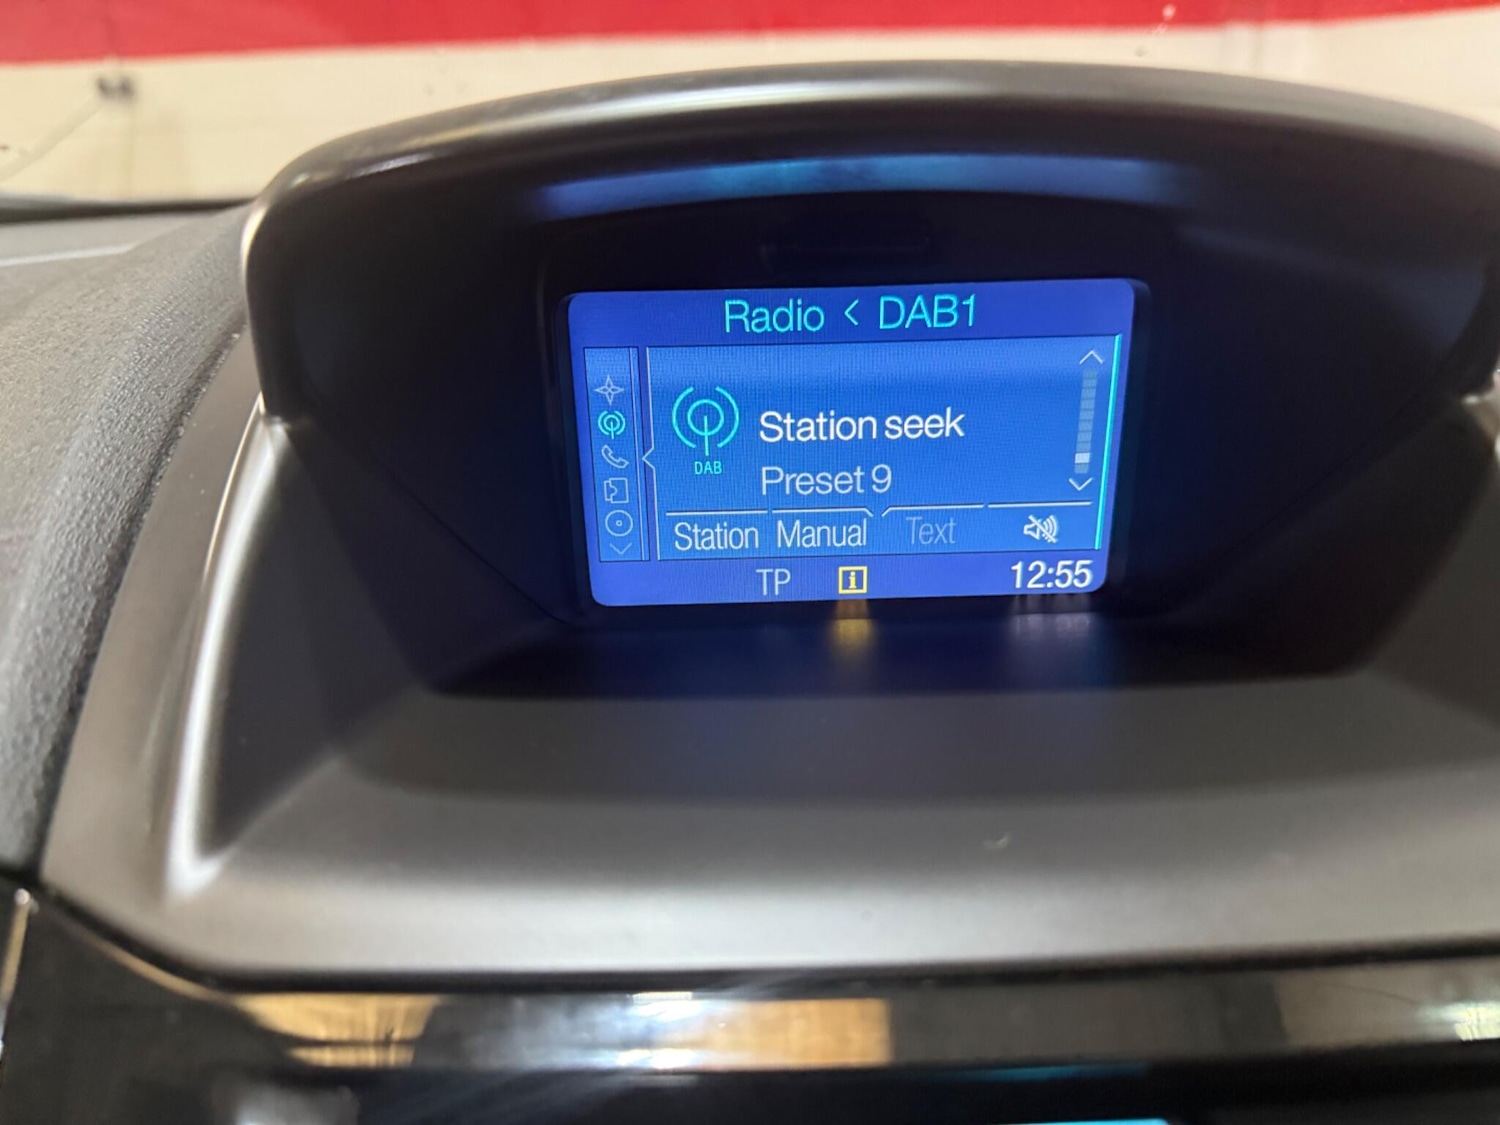 Radio < DAB1
Station seek
DAB
Preset 9
Station Manual Text
TP i 12:55